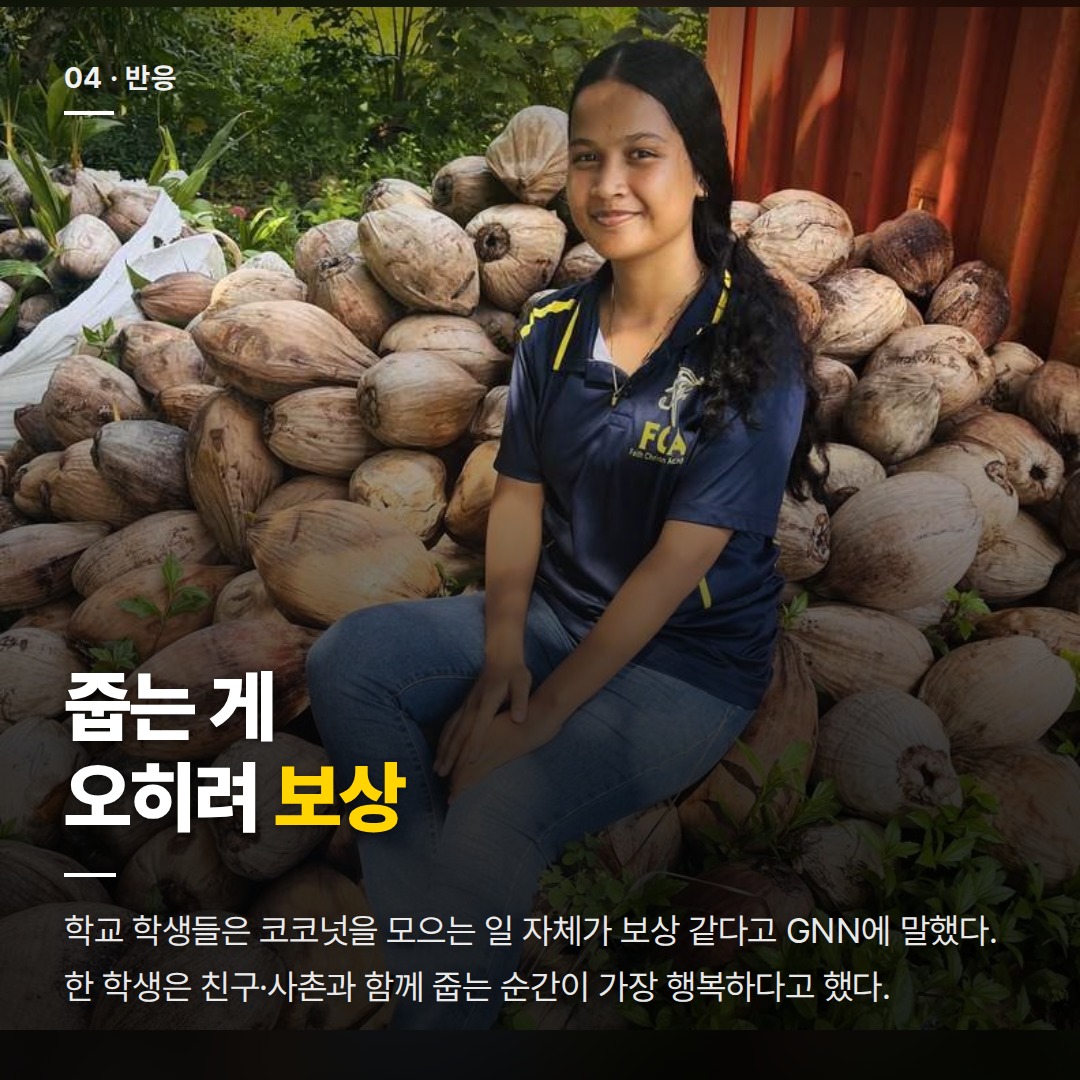 04 · 반응
FCA
줍는 게
오히려 보상
학교 학생들은 코코넛을 모으는 일 자체가 보상 같다고 GNN에 말했다.
한 학생은 친구·사촌과 함께 줍는 순간이 가장 행복하다고 했다.